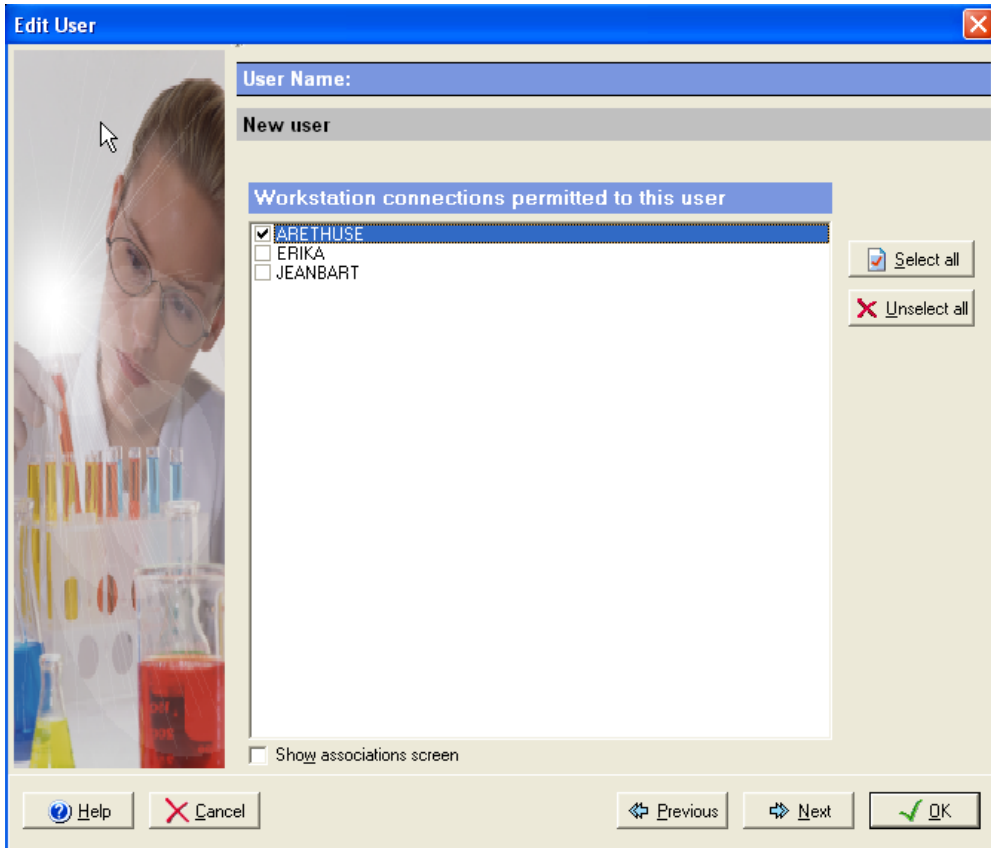 Edit User
User Name:
New user
Workstation connections permitted to this user
ARETHUSE
ERIKA
JEANBART
Select all
Unselect all
Show associations screen
Help
Cancel
Previous
Next
OK